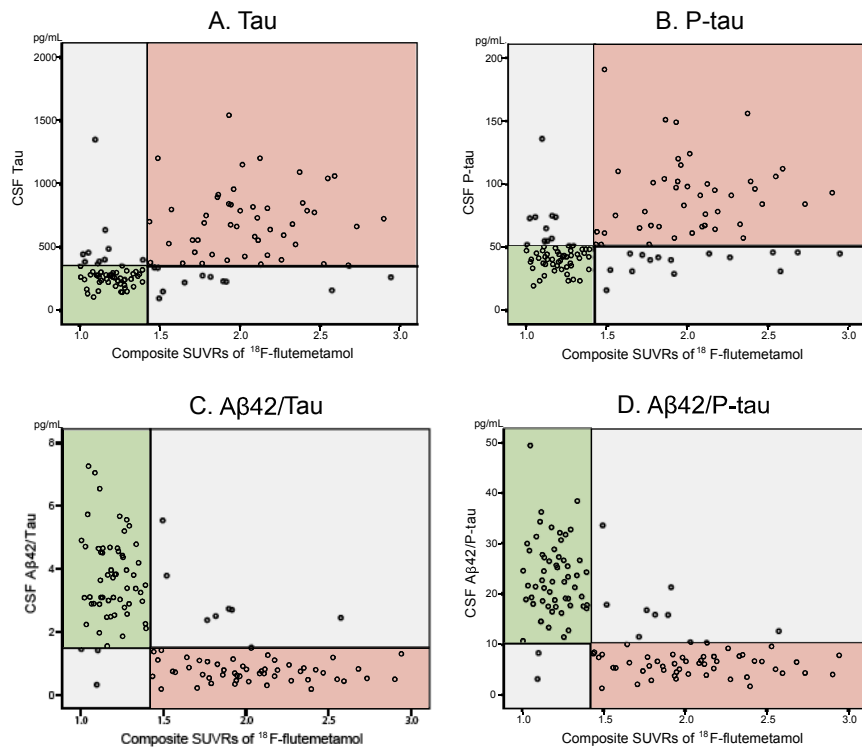 A. Tau
pg/mL
2000
1500
1000
500
0
CSF Tau
1.0 1.5 2.0 2.5 3.0
Composite SUVRs of ¹⁸F-flutemetamol
B. P-tau
pg/mL
200
150
100
50
0
CSF P-tau
1.0 1.5 2.0 2.5 3.0
Composite SUVRs of ¹⁸F-flutemetamol
C. Aβ42/Tau
pg/mL
8
6
4
2
0
CSF Aβ42/Tau
1.0 1.5 2.0 2.5 3.0
Composite SUVRs of ¹⁸F-flutemetamol
D. Aβ42/P-tau
pg/mL
50
40
30
20
10
0
CSF Aβ42/P-tau
1.0 1.5 2.0 2.5 3.0
Composite SUVRs of ¹⁸F-flutemetamol